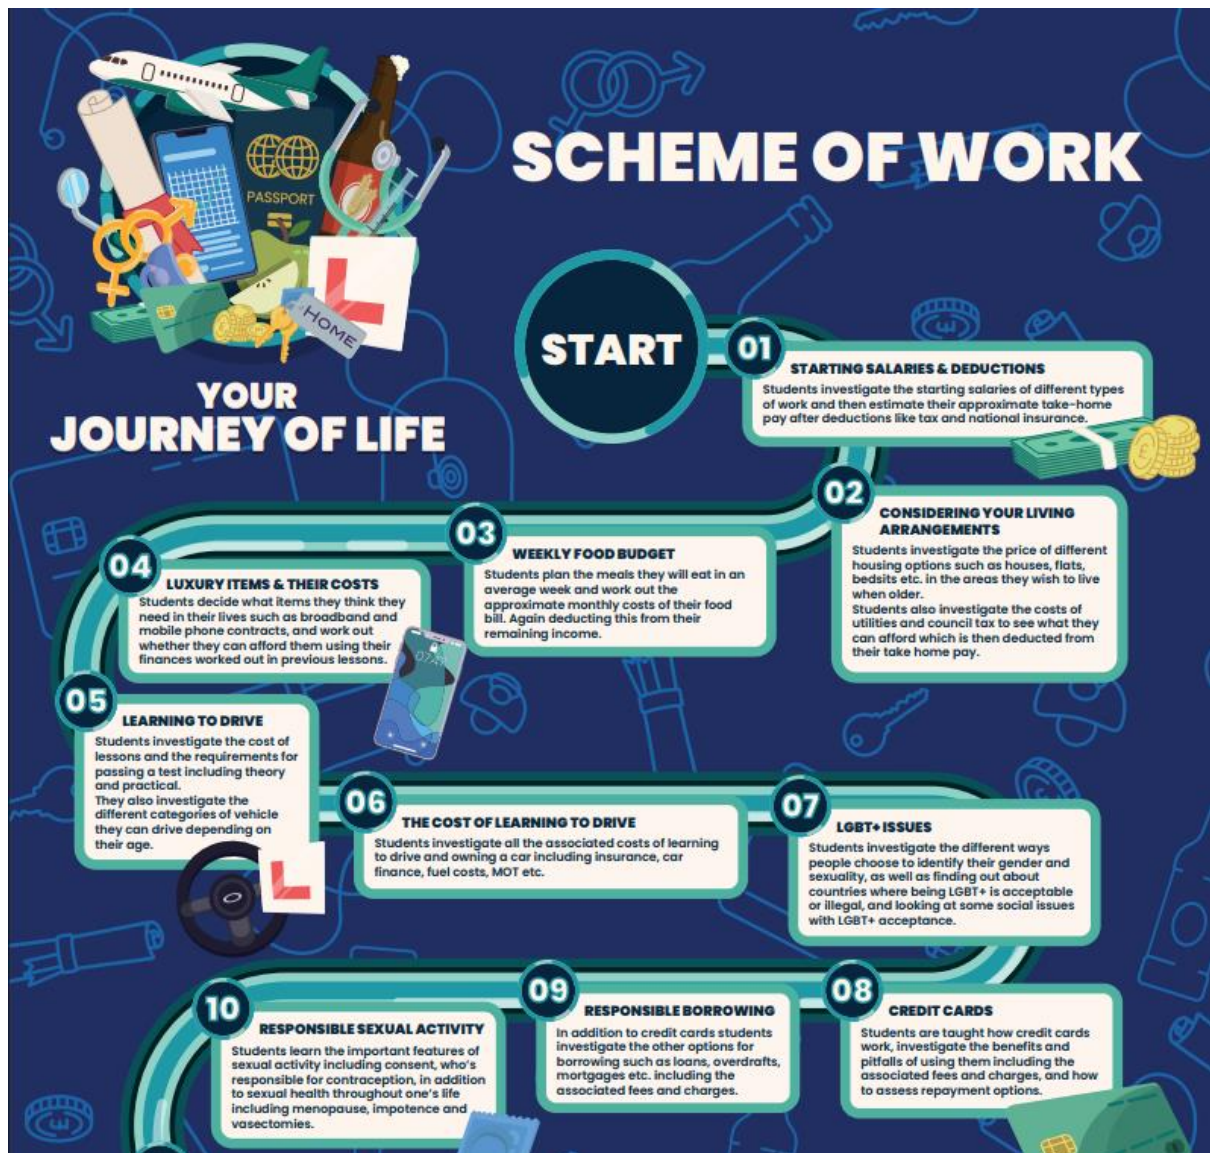 SCHEME OF WORK
PASSPORT
HOME
L
YOUR
JOURNEY OF LIFE
START
01
STARTING SALARIES & DEDUCTIONS
Students investigate the starting salaries of different types
of work and then estimate their approximate take-home
pay after deductions like tax and national insurance.
02
CONSIDERING YOUR LIVING
ARRANGEMENTS
Students investigate the price of different
housing options such as houses, flats,
bedsits etc. in the areas they wish to live
when older.
Students also investigate the costs of
utilities and council tax to see what they
can afford which is then deducted from
their take home pay.
03
WEEKLY FOOD BUDGET
Students plan the meals they will eat in an
average week and work out the
approximate monthly costs of their food
bill. Again deducting this from their
remaining income.
04
LUXURY ITEMS & THEIR COSTS
Students decide what items they think they
need in their lives such as broadband and
mobile phone contracts, and work out
whether they can afford them using their
finances worked out in previous lessons.
05
LEARNING TO DRIVE
Students investigate the cost of
lessons and the requirements for
passing a test including theory
and practical.
They also investigate the
different categories of vehicle
they can drive depending on
their age.
L
06
THE COST OF LEARNING TO DRIVE
Students investigate all the associated costs of learning
to drive and owning a car including insurance, car
finance, fuel costs, MOT etc.
07
LGBT+ ISSUES
Students investigate the different ways
people choose to identify their gender and
sexuality, as well as finding out about
countries where being LGBT+ is acceptable
or illegal, and looking at some social issues
with LGBT+ acceptance.
08
CREDIT CARDS
Students are taught how credit cards
work, investigate the benefits and
pitfalls of using them including the
associated fees and charges, and how
to assess repayment options.
09
RESPONSIBLE BORROWING
In addition to credit cards students
investigate the other options for
borrowing such as loans, overdrafts,
mortgages etc. including the
associated fees and charges.
10
RESPONSIBLE SEXUAL ACTIVITY
Students learn the important features of
sexual activity including consent, who's
responsible for contraception, in addition
to sexual health throughout one's life
including menopause, impotence and
vasectomies.